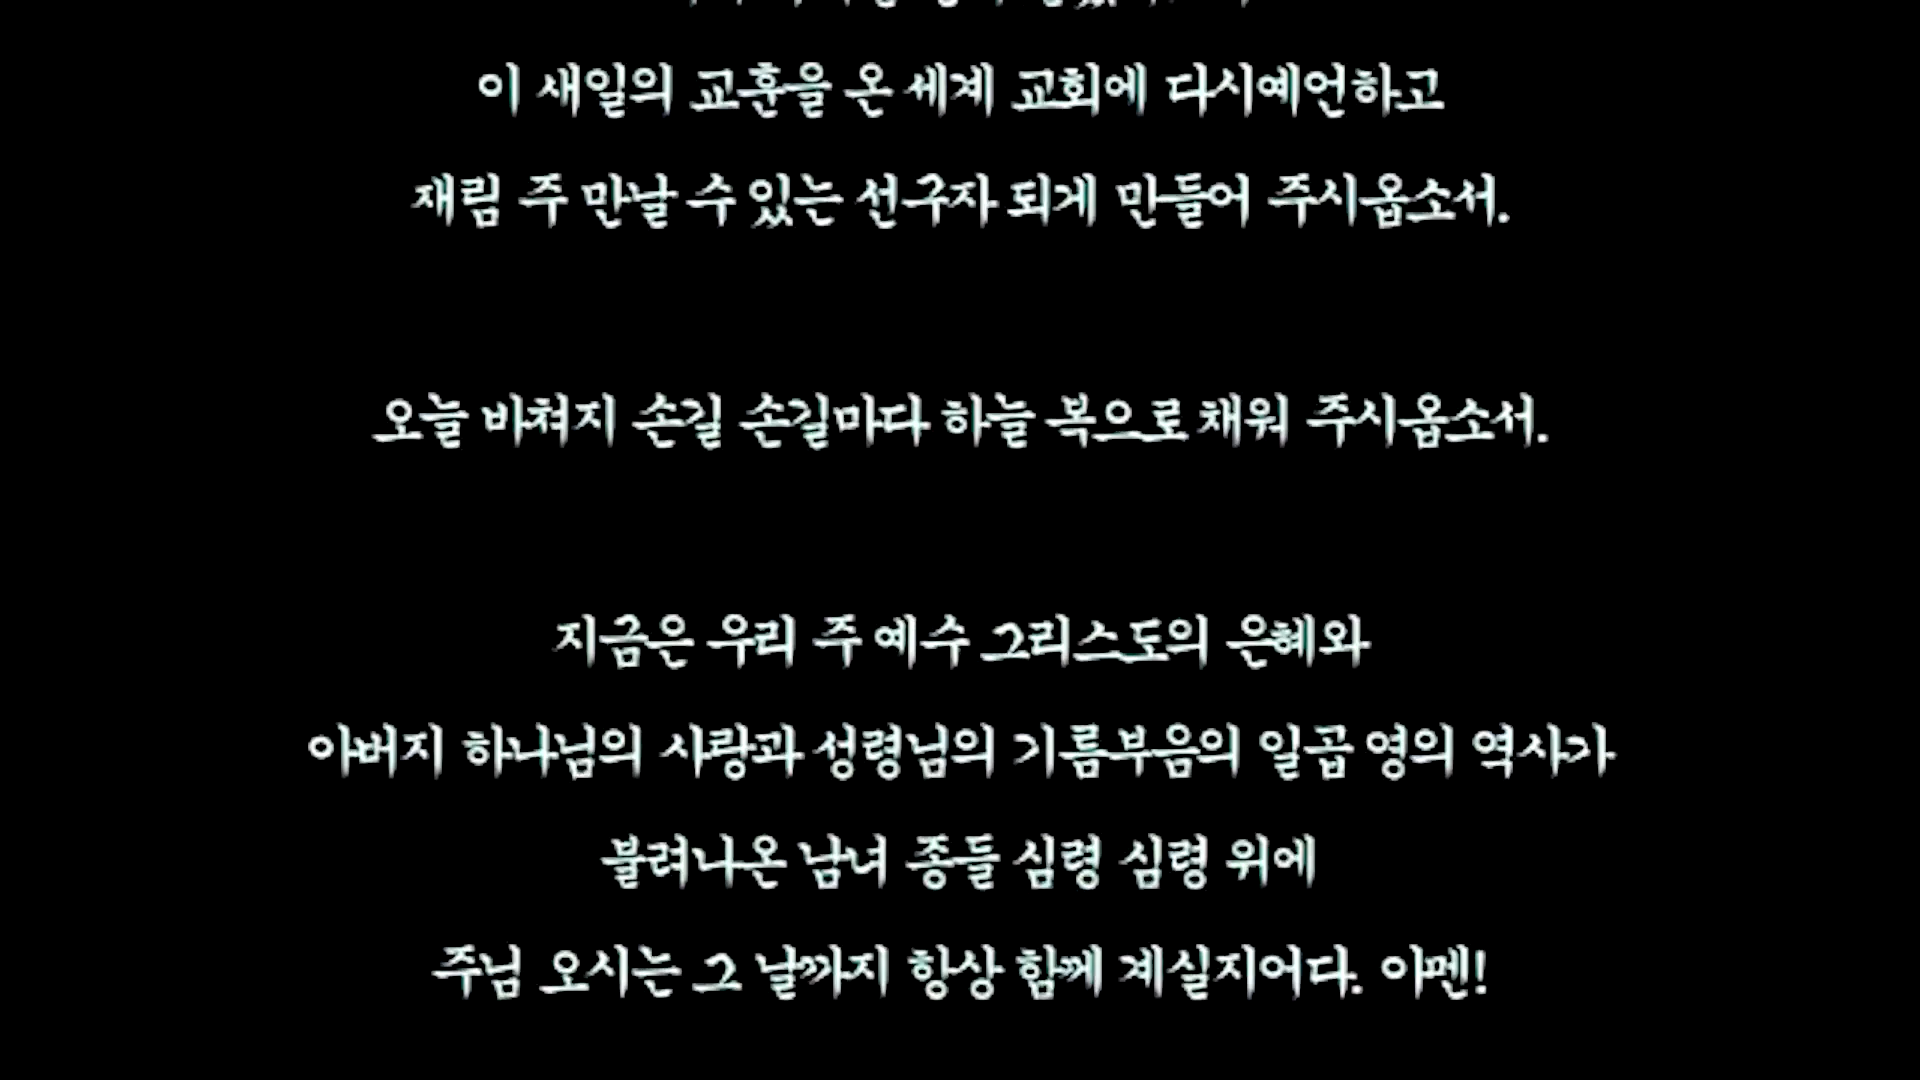 이 새일의 교훈을 온 세계 교회에 다시예언하고
재림 주 만날 수 있는 선구자 되게 만들어 주시옵소서.
오늘 바쳐지 손길 손길마다 하늘 복으로 채워 주시옵소서.
지금은 우리 주 예수 그리스도의 은혜와
아버지 하나님의 사랑과 성령님의 기름부음의 일곱 영의 역사가
불려나온 남녀 종들 심령 심령 위에
주님 오시는 그 날까지 항상 함께 계실지어다. 아멘!